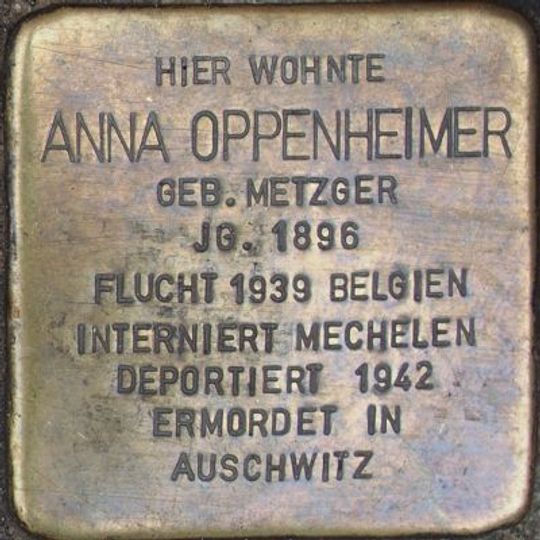 HIER WOHNTE
ANNA OPPENHEIMER
GEB. METZGER
JG. 1896
FLUCHT 1939 BELGIEN
INTERNIERT MECHELEN
DEPORTIERT 1942
ERMORDET IN
AUSCHWITZ